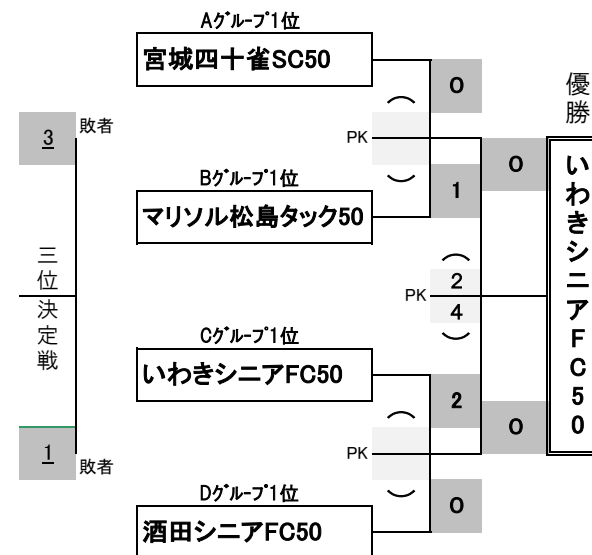 Aグループ1位
宮城四十雀SC50
0
優勝
3
敗者
PK
0
Bグループ1位
1
マリソル松島タック50
いわきシニアFC50
三位決定戦
PK
2
4
Cグループ1位
いわきシニアFC50
2
0
PK
1
敗者
Dグループ1位
0
酒田シニアFC50